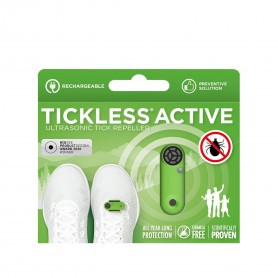 RECHARGEABLE
PREVENTIVE
SOLUTION
TICKLESS® ACTIVE
ULTRASONIC TICK REPELLER
ALL YEAR LONG
PROTECTION
CHEMICAL
FREE
SCIENTIFICALLY
PROVEN